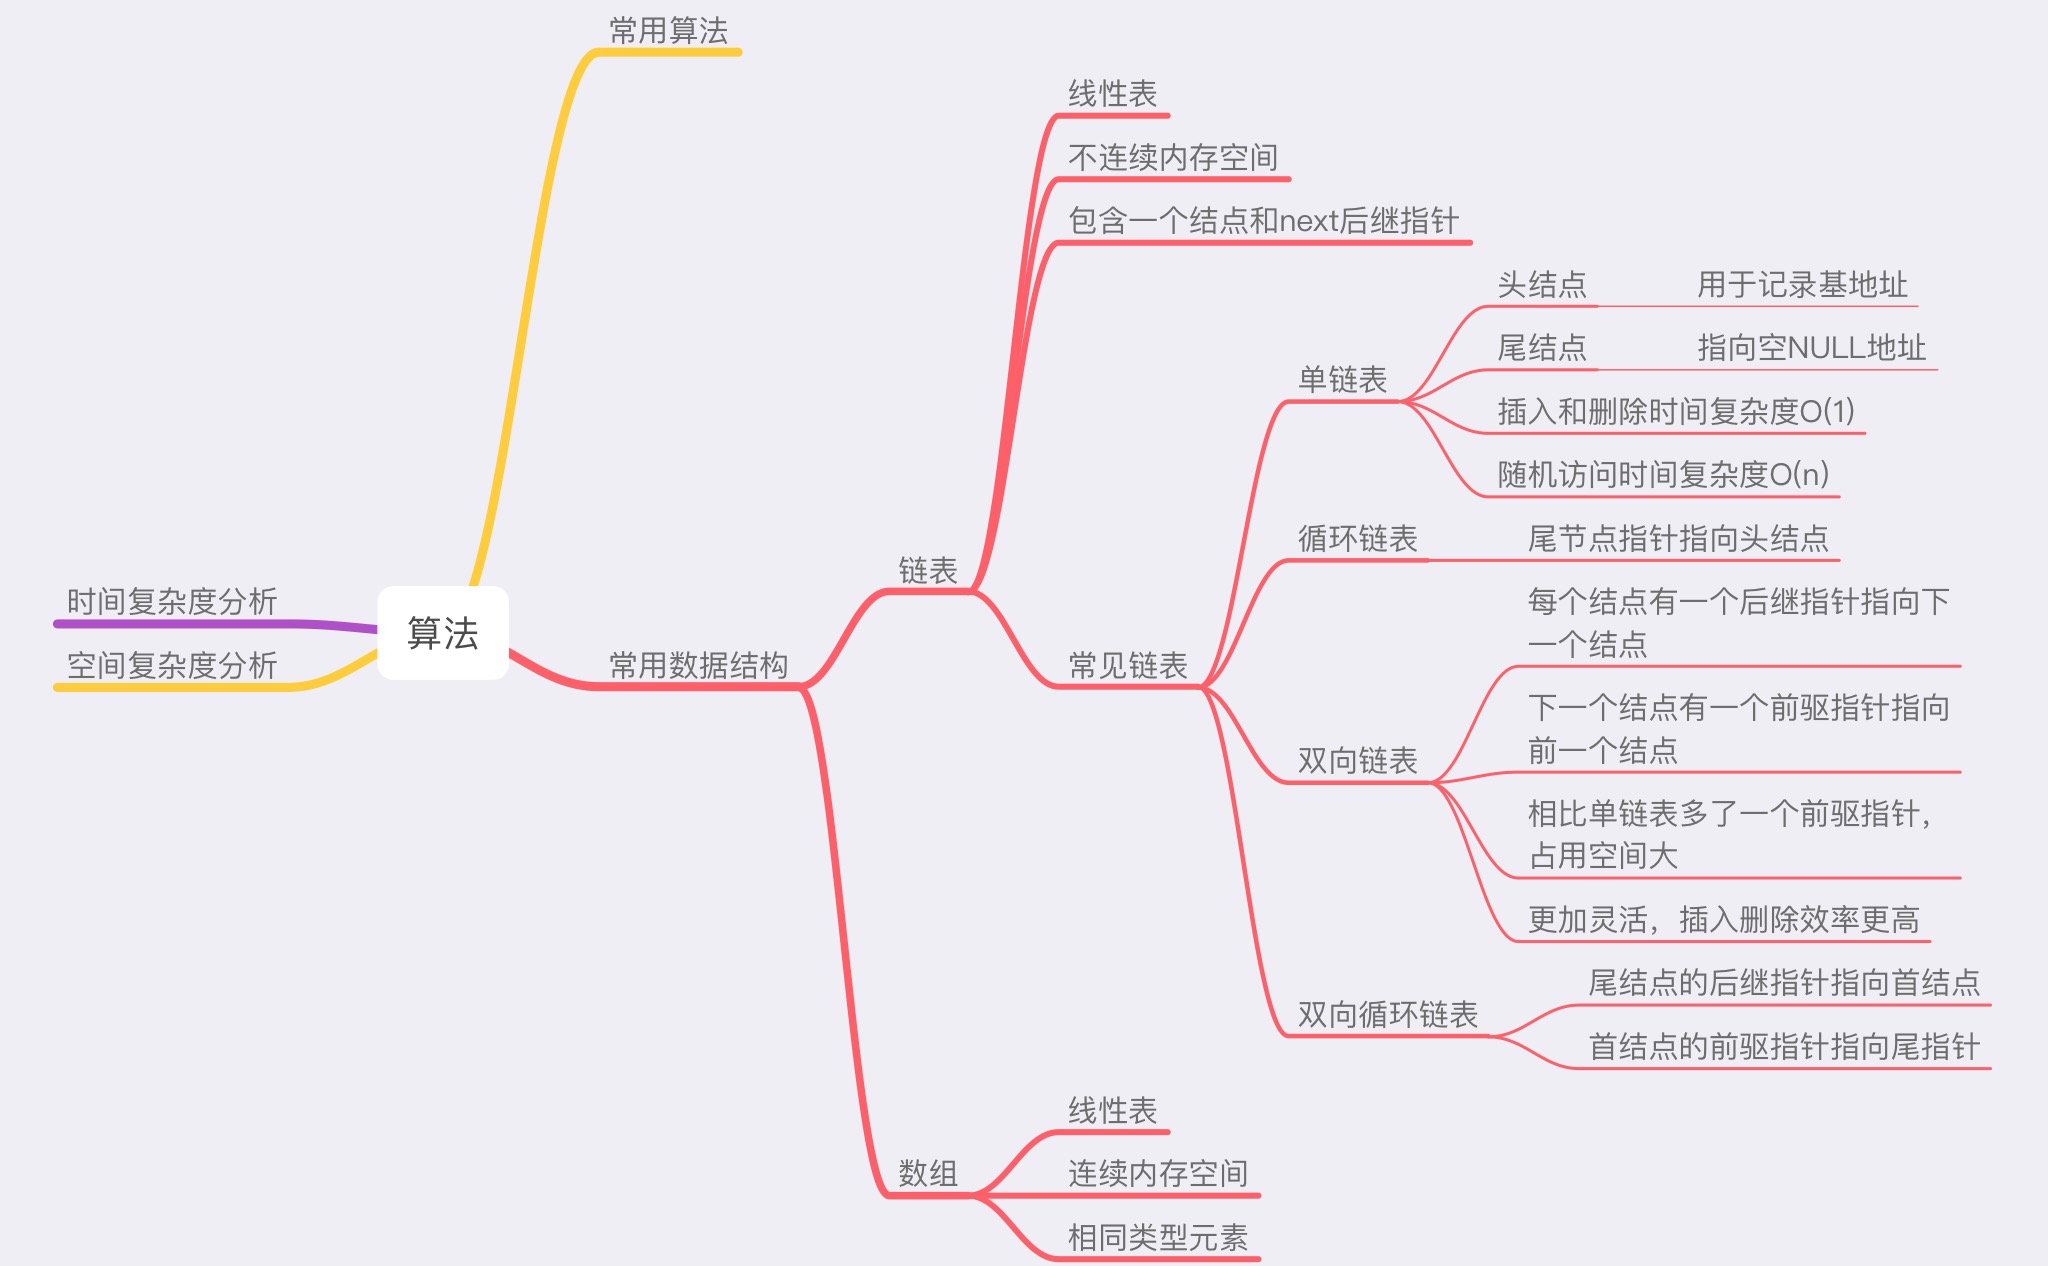 常用算法
线性表
不连续内存空间
包含一个结点和next后继指针
头结点
用于记录基地址
尾结点
指向空NULL地址
单链表
插入和删除时间复杂度O(1)
随机访问时间复杂度O(n)
循环链表
尾节点指针指向头结点
链表
时间复杂度分析
算法
空间复杂度分析
常用数据结构
常见链表
每个结点有一个后继指针指向下
一个结点
下一个结点有一个前驱指针指向
前一个结点
双向链表
相比单链表多了一个前驱指针，
占用空间大
更加灵活，插入删除效率更高
尾结点的后继指针指向首结点
双向循环链表
首结点的前驱指针指向尾指针
线性表
数组
连续内存空间
相同类型元素